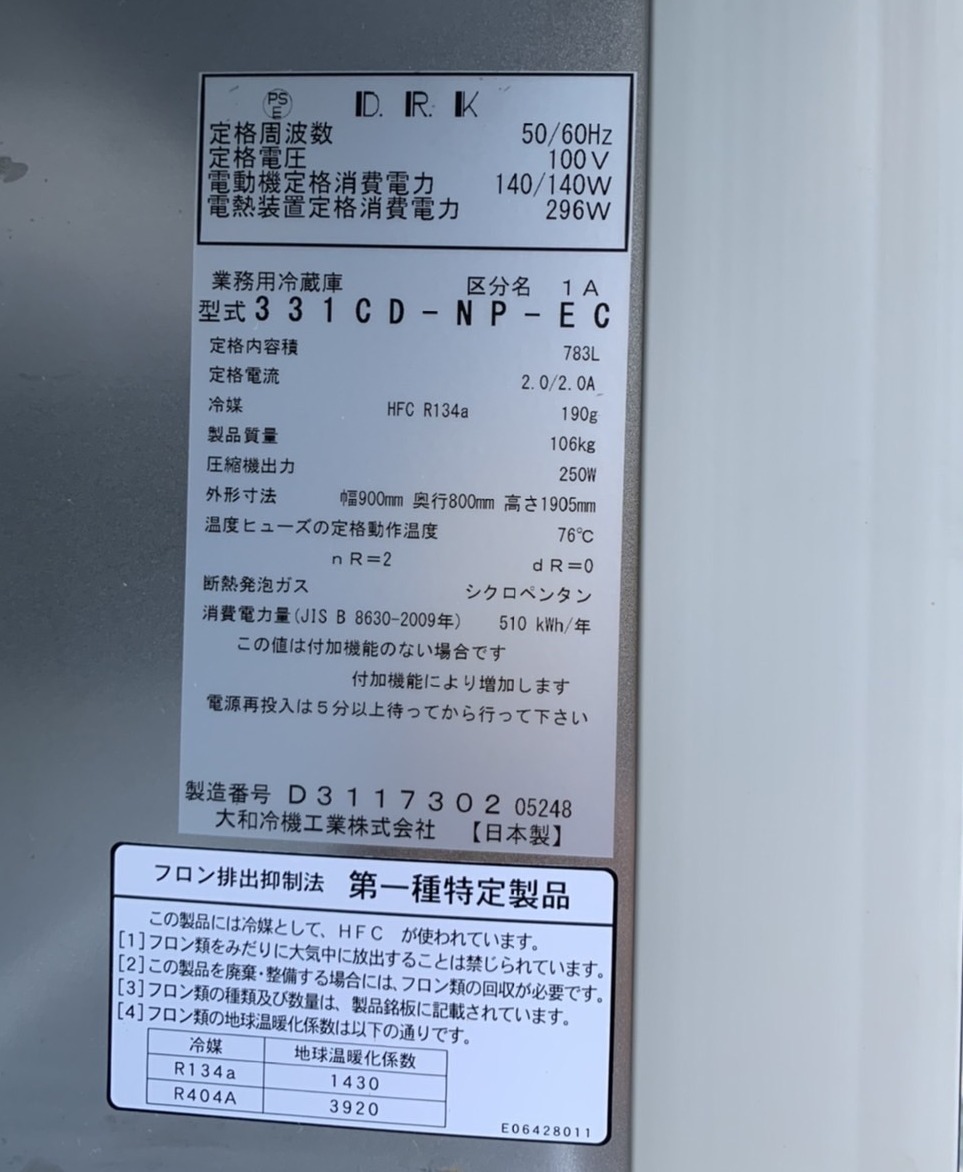 PS
E
D.R.K
定格周波数 50/60Hz
定格電圧 100V
電動機定格消費電力 140/140W
電熱装置定格消費電力 296W
業務用冷蔵庫 区分名 1A
型式 331CD-NP-EC
定格内容積 783L
定格電流 2.0/2.0A
冷媒 HFC R134a 190g
製品質量 106kg
圧縮機出力 250W
外形寸法 幅900mm 奥行800mm 高さ1905mm
温度ヒューズの定格動作温度 76℃
nR=2 dR=0
断熱発泡ガス シクロペンタン
消費電力量(JIS B 8630-2009年) 510 kWh/年
この値は付加機能のない場合です
付加機能により増加します
電源再投入は5分以上待ってから行って下さい
製造番号 D3117302 05248
大和冷機工業株式会社 【日本製】
フロン排出抑制法 第一種特定製品
この製品には冷媒として、HFC が使われています。
[1]フロン類をみだりに大気中に放出することは禁じられています。
[2]この製品を廃棄・整備する場合には、フロン類の回収が必要です。
[3]フロン類の種類及び数量は、製品銘板に記載されています。
[4]フロン類の地球温暖化係数は以下の通りです。
冷媒 地球温暖化係数
R134a 1430
R404A 3920
E06428011